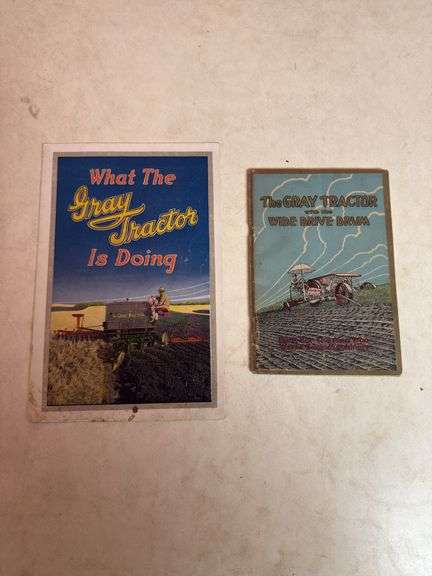 What The
Gray
Tractor
Is Doing
The GRAY TRACTOR
with the
WIDE DRIVE DRUM